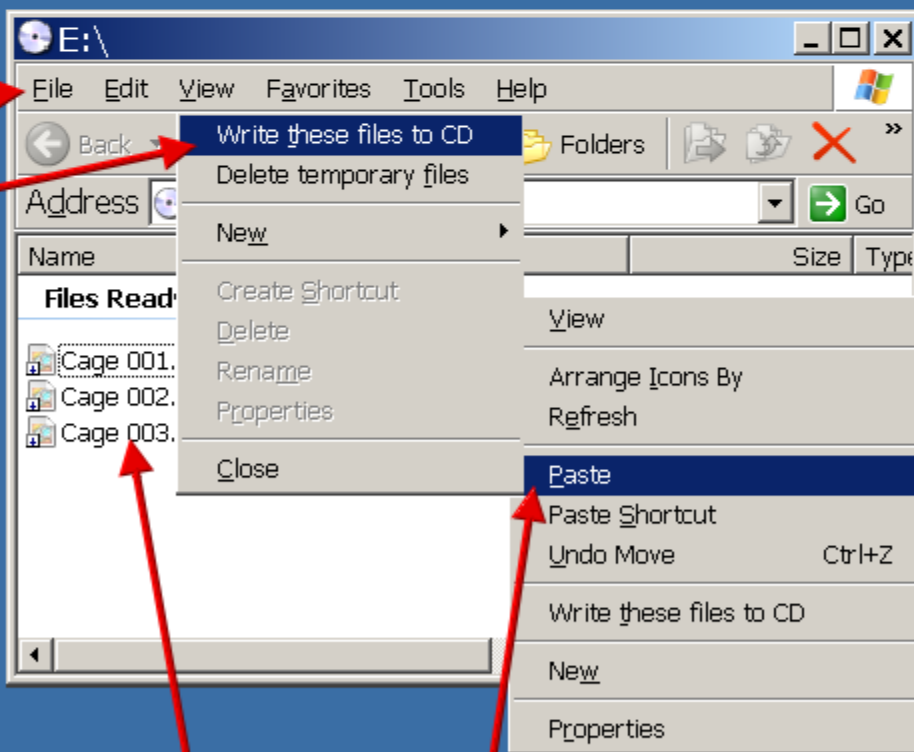 E:\
File Edit View Favorites Tools Help
Back Folders »
Address Go
Write these files to CD
Delete temporary files
New
Create Shortcut
Delete
Rename
Properties
Close
Name Size Type
Files Ready
Cage 001.
Cage 002.
Cage 003.
View
Arrange Icons By
Refresh
Paste
Paste Shortcut
Undo Move Ctrl+Z
Write these files to CD
New
Properties